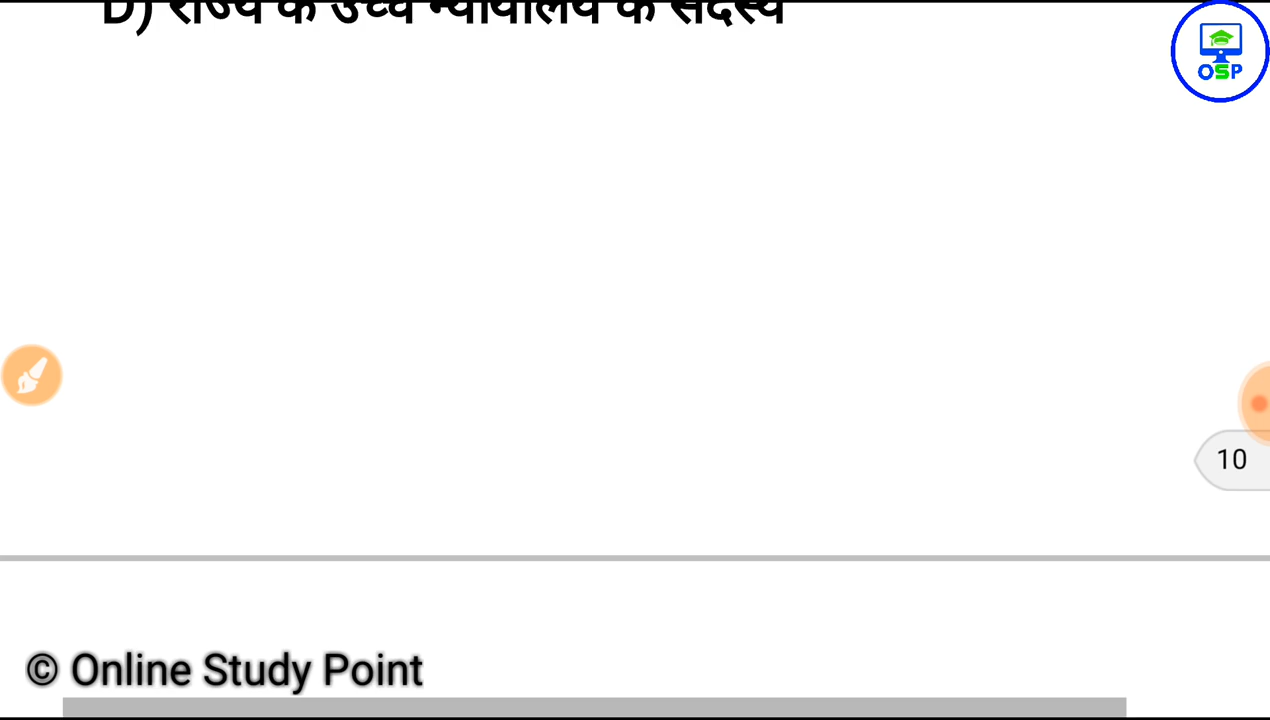 D) राज्य के उच्च न्यायालय के सदस्य
OSP
10
© Online Study Point